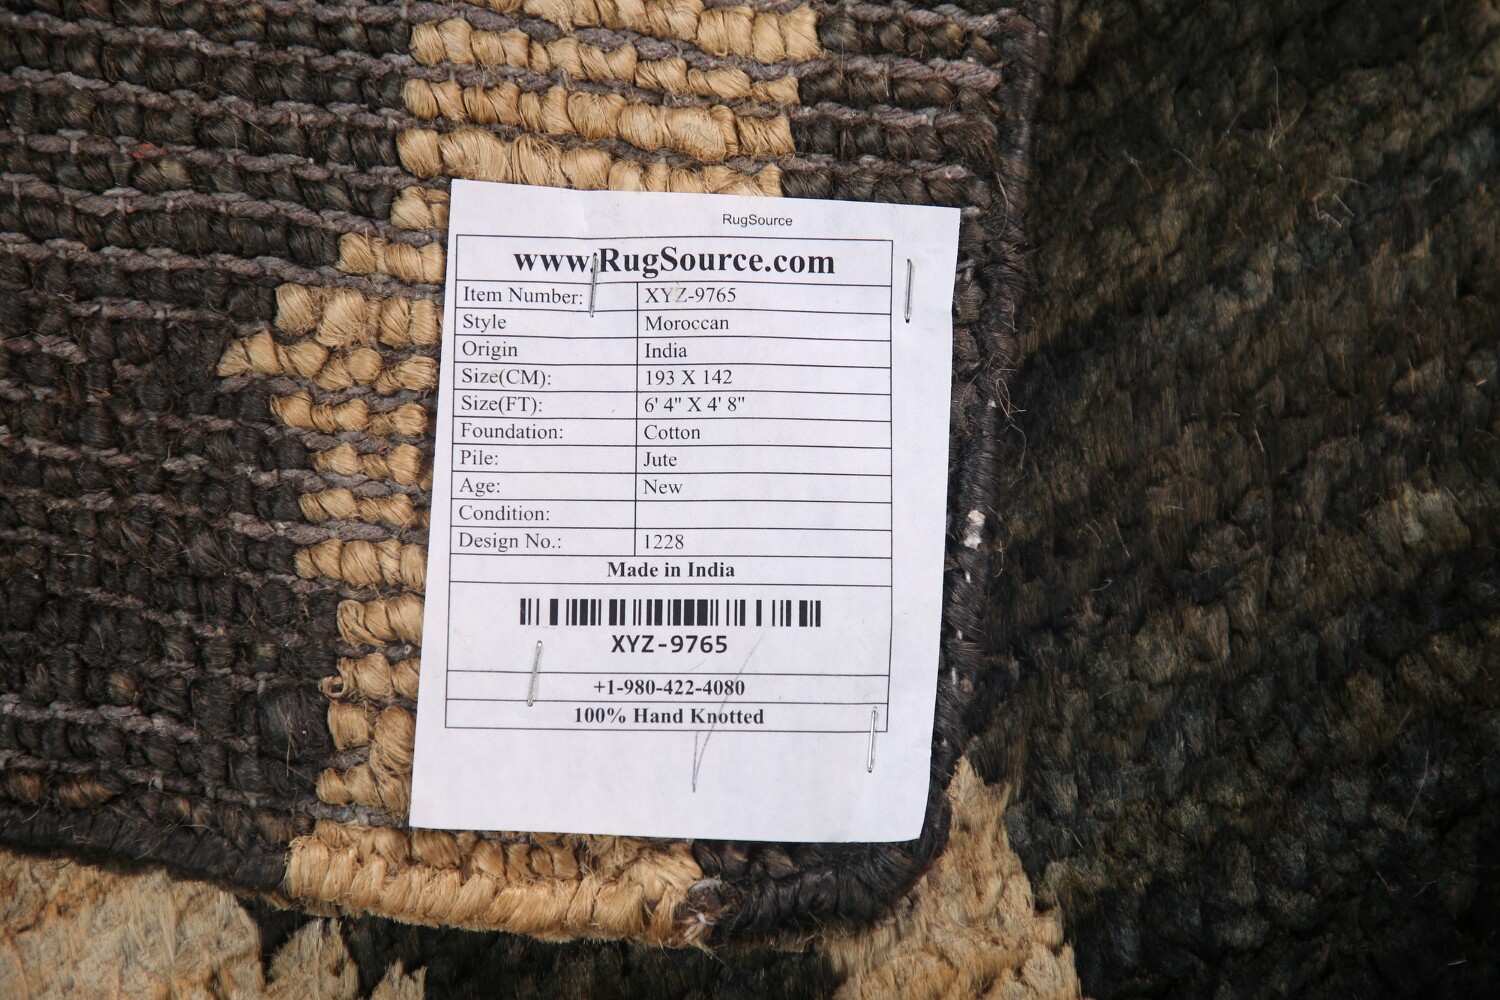 RugSource
www.RugSource.com
Item Number: XYZ-9765
Style Moroccan
Origin India
Size(CM): 193 X 142
Size(FT): 6' 4" X 4' 8"
Foundation: Cotton
Pile: Jute
Age: New
Condition:
Design No.: 1228
Made in India
XYZ-9765
+1-980-422-4080
100% Hand Knotted